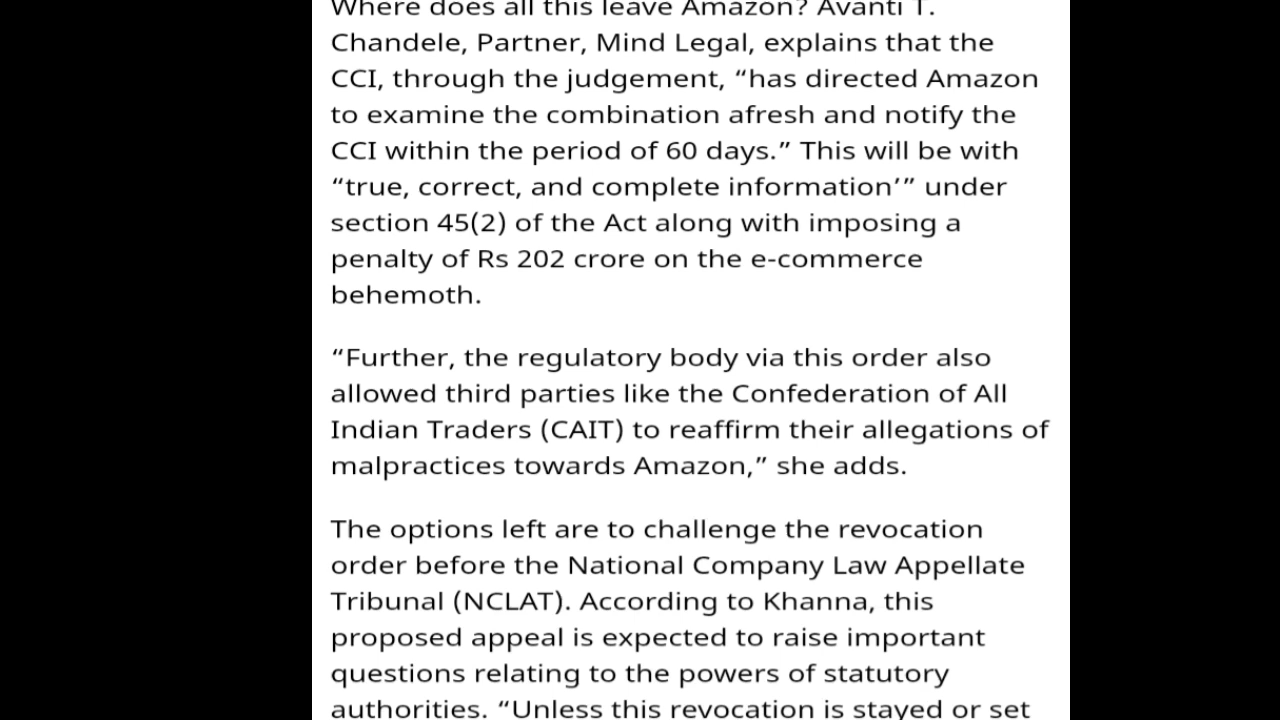 Where does all this leave Amazon? Avanti T.
Chandele, Partner, Mind Legal, explains that the
CCI, through the judgement, “has directed Amazon
to examine the combination afresh and notify the
CCI within the period of 60 days.” This will be with
“true, correct, and complete information’” under
section 45(2) of the Act along with imposing a
penalty of Rs 202 crore on the e-commerce
behemoth.
“Further, the regulatory body via this order also
allowed third parties like the Confederation of All
Indian Traders (CAIT) to reaffirm their allegations of
malpractices towards Amazon,” she adds.
The options left are to challenge the revocation
order before the National Company Law Appellate
Tribunal (NCLAT). According to Khanna, this
proposed appeal is expected to raise important
questions relating to the powers of statutory
authorities. “Unless this revocation is stayed or set